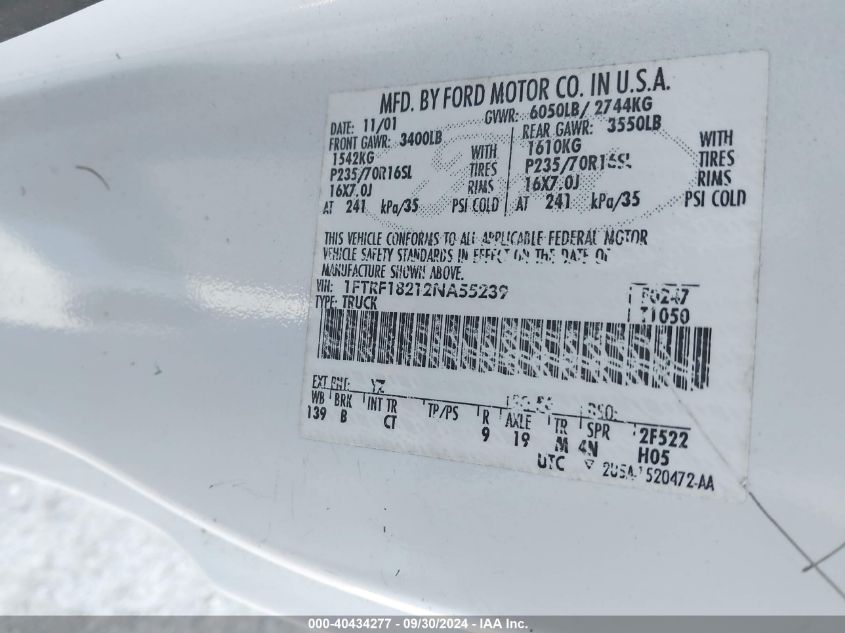 MFD. BY FORD MOTOR CO. IN U.S.A.
DATE: 11/01 GVWR: 6050LB/ 2744KG
FRONT GAWR: 3400LB REAR GAWR: 3550LB
1542KG WITH 1610KG WITH
P235/70R16SL TIRES P235/70R16SL TIRES
16X7.0J RIMS 16X7.0J RIMS
AT 241 kPa/35 PSI COLD AT 241 kPa/35 PSI COLD
THIS VEHICLE CONFORMS TO ALL APPLICABLE FEDERAL MOTOR
VEHICLE SAFETY STANDARDS IN EFFECT ON THE DATE OF
MANUFACTURE SHOWN ABOVE.
VIN: 1FTRF18212NA55239 F0247
TYPE: TRUCK T1050
EXT PNT: YZ DSO:
WB BRK INT TR TP/PS R AXLE TR SPR 2F522
139 B CT 9 19 M 4N H05
UTC 520472-AA
000-40434277 - 09/30/2024 - IAA Inc.